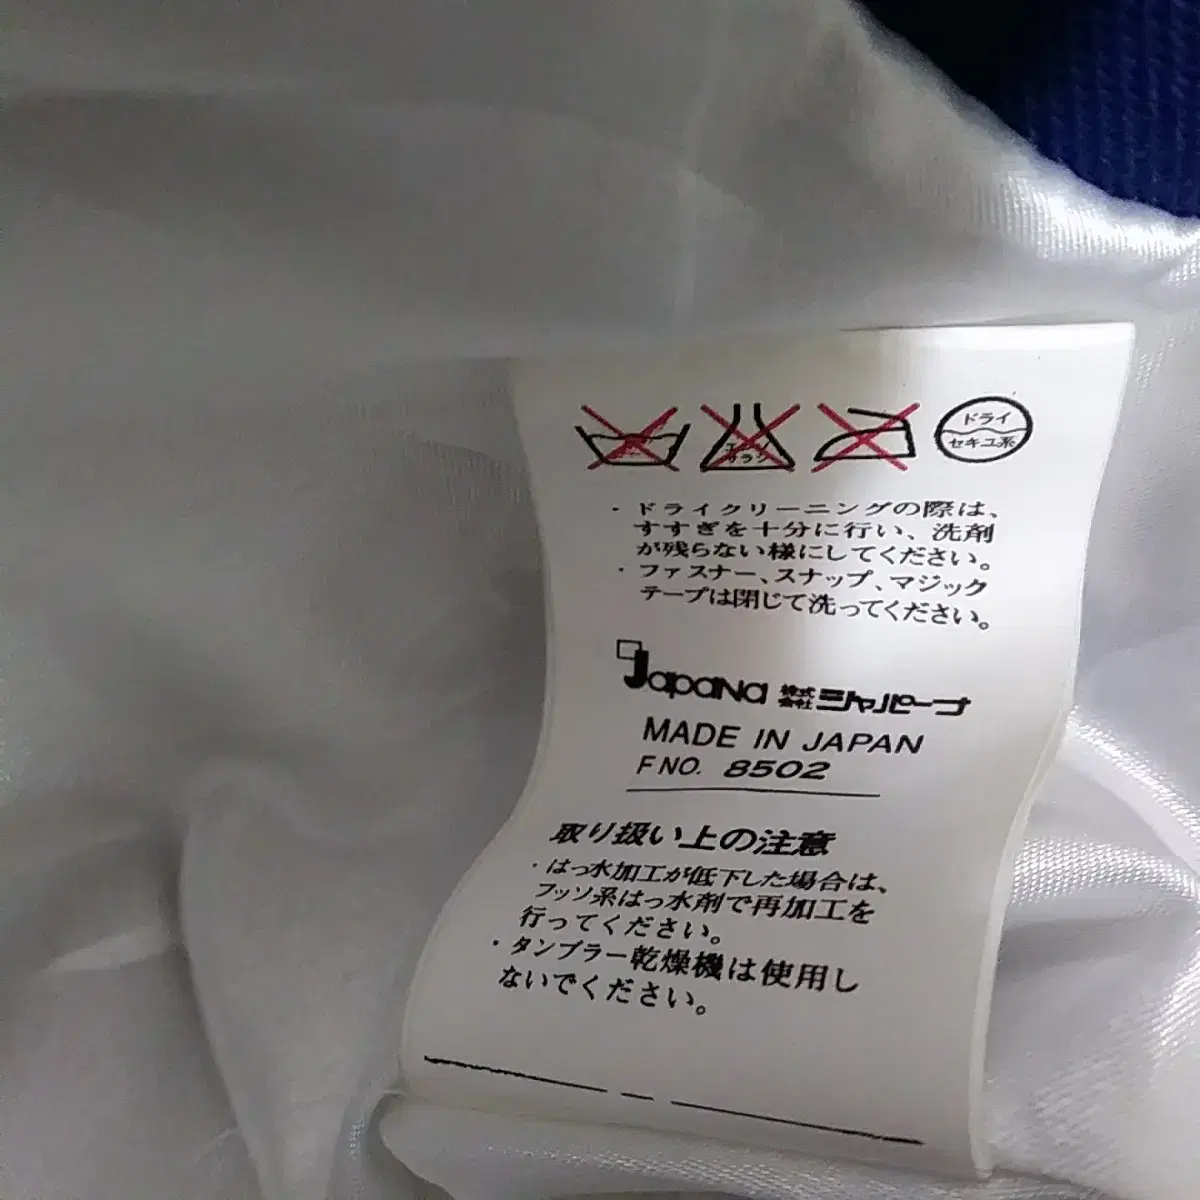 エンソ
サラシ
ドライ
セキユ系
・ドライクリーニングの際は、
すすぎを十分に行い、洗剤
が残らない様にしてください。
・ファスナー、スナップ、マジック
テープは閉じて洗ってください。
JapaNa 株式会社 ジャパーナ
MADE IN JAPAN
F NO. 8502
取り扱い上の注意
・はっ水加工が低下した場合は、
フッソ系はっ水剤で再加工を
行ってください。
・タンブラー乾燥機は使用し
ないでください。